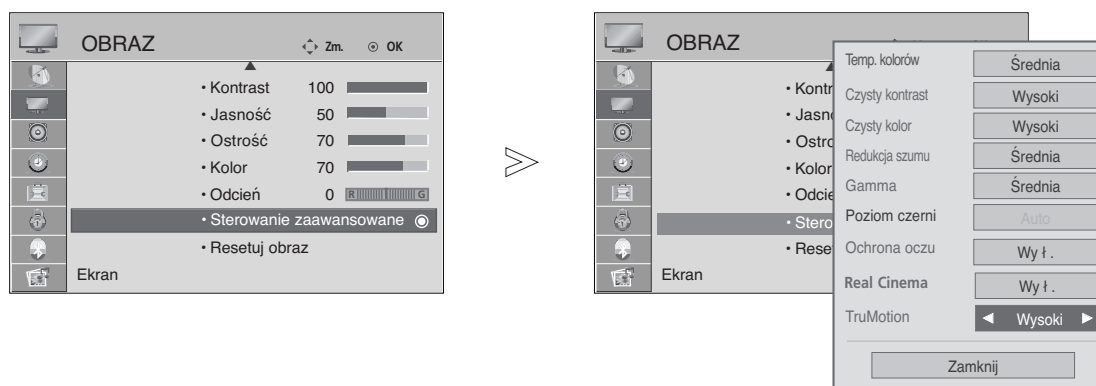 OBRAZ
Zm. OK
• Kontrast 100
• Jasność 50
• Ostrość 70
• Kolor 70
• Odcień 0 R G
• Sterowanie zaawansowane
• Resetuj obraz
Ekran
OBRAZ
• Kontr
• Jasn
• Ostro
• Kolor
• Odcie
• Stero
• Rese
Ekran
Temp. kolorów Średnia
Czysty kontrast Wysoki
Czysty kolor Wysoki
Redukcja szumu Średnia
Gamma Średnia
Poziom czerni Auto
Ochrona oczu Wy ł .
Real Cinema Wy ł .
TruMotion Wysoki
Zamknij